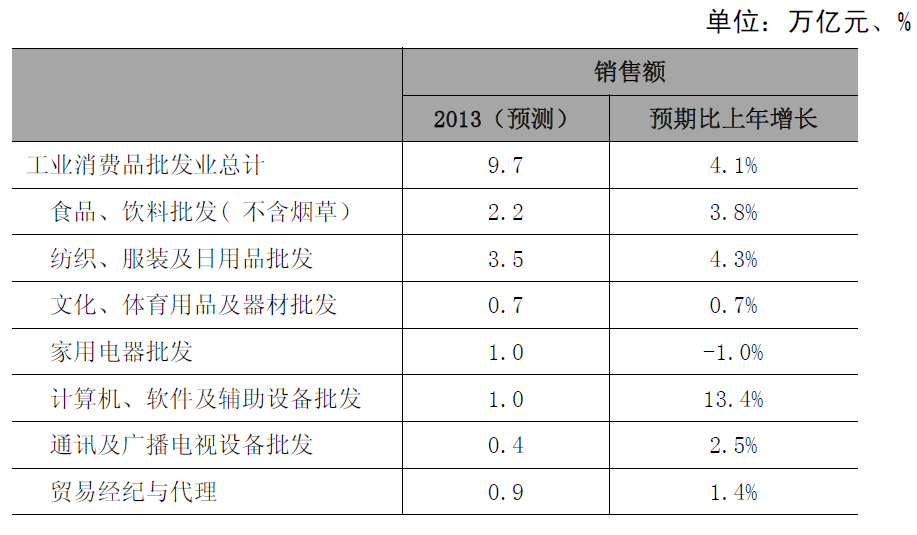 单位：万亿元、%
销售额
2013（预测） 预期比上年增长
工业消费品批发业总计 9.7 4.1%
食品、饮料批发( 不含烟草） 2.2 3.8%
纺织、服装及日用品批发 3.5 4.3%
文化、体育用品及器材批发 0.7 0.7%
家用电器批发 1.0 -1.0%
计算机、软件及辅助设备批发 1.0 13.4%
通讯及广播电视设备批发 0.4 2.5%
贸易经纪与代理 0.9 1.4%